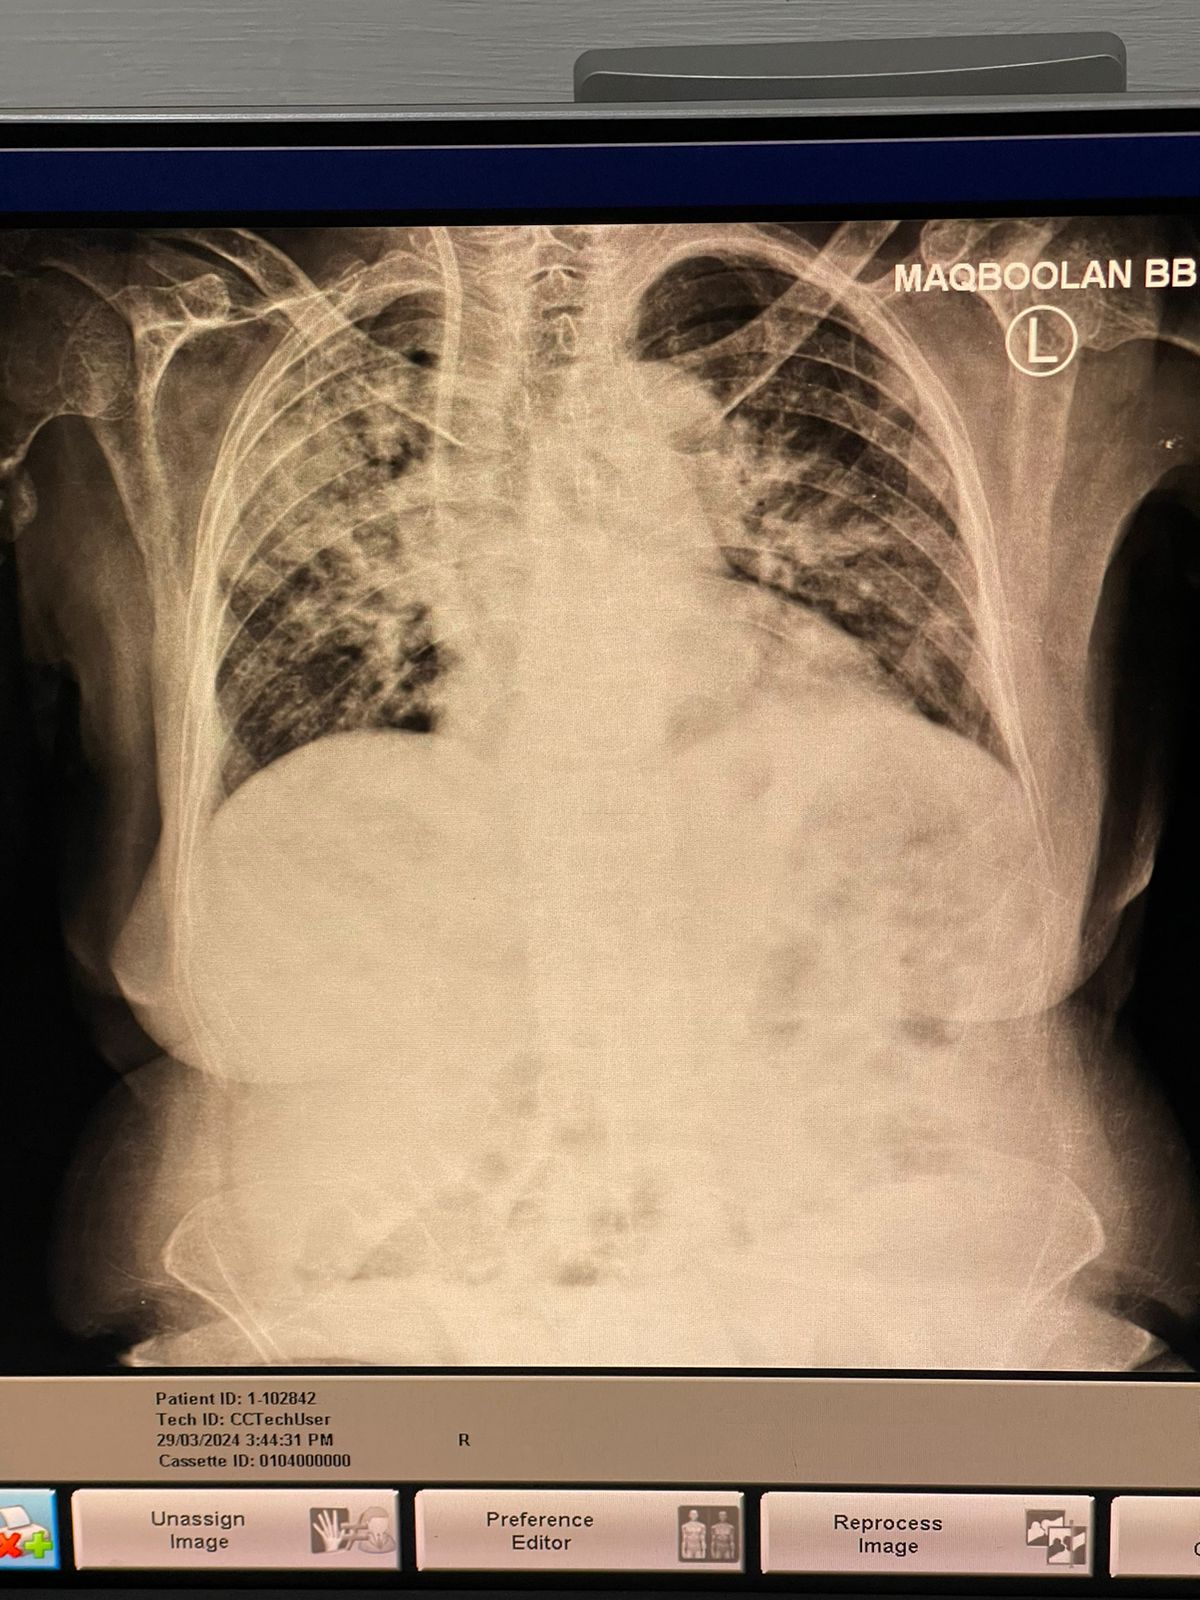 MAQBOOLAN BB
L
Patient ID: 1-102842
Tech ID: CCTechUser
29/03/2024 3:44:31 PM R
Cassette ID: 0104000000
Unassign
Image
Preference
Editor
Reprocess
Image